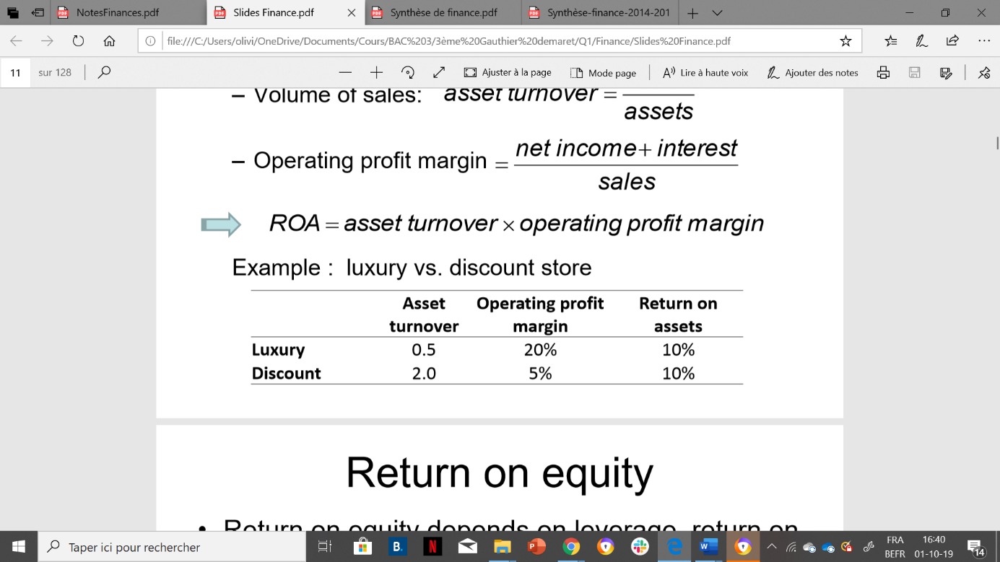 NotesFinances.pdf
Slides Finance.pdf
Synthèse de finance.pdf
Synthèse-finance-2014-201
file:///C:/Users/olivi/OneDrive/Documents/Cours/BAC%203/3ème%20Gauthier%20demaret/Q1/Finance/Slides%20Finance.pdf
11 sur 128
Ajuster à la page
Mode page
Lire à haute voix
Ajouter des notes
– Volume of sales: asset turnover = 
assets
– Operating profit margin = net income + interest
sales
ROA = asset turnover × operating profit margin
Example : luxury vs. discount store
Asset Operating profit Return on
turnover margin assets
Luxury 0.5 20% 10%
Discount 2.0 5% 10%
Return on equity
• Return on equity depends on leverage, return on
Taper ici pour rechercher
B.
N
P
W
FRA 16:40
BEFR 01-10-19
14